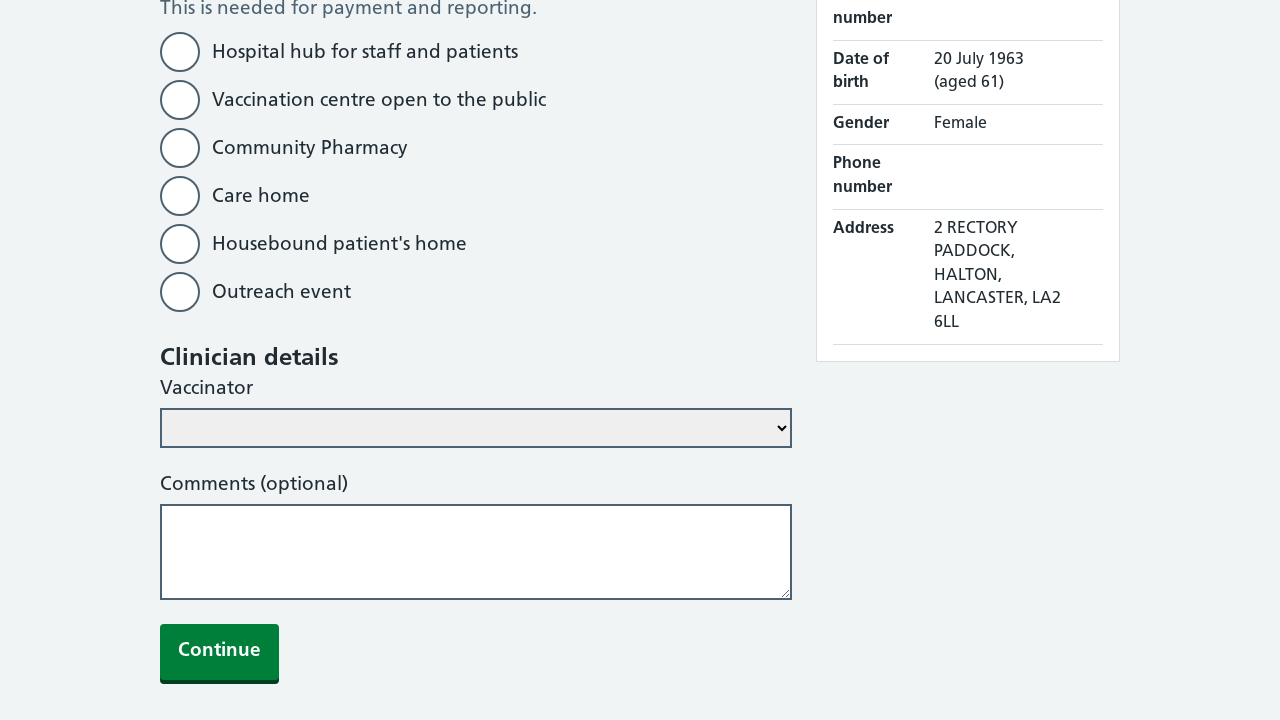 This is needed for payment and reporting.
Hospital hub for staff and patients
Vaccination centre open to the public
Community Pharmacy
Care home
Housebound patient's home
Outreach event
Clinician details
Vaccinator
Comments (optional)
Continue
number
Date of birth
20 July 1963
(aged 61)
Gender
Female
Phone
number
Address
2 RECTORY
PADDOCK,
HALTON,
LANCASTER, LA2
6LL